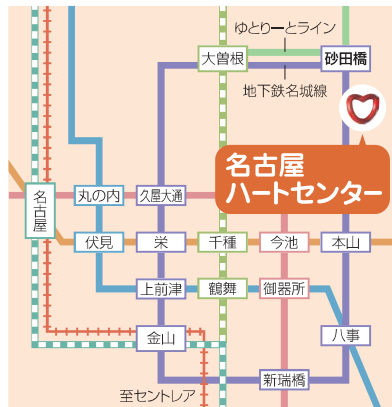 ゆとりーとライン
大曽根
砂田橋
地下鉄名城線
名古屋
ハートセンター
名古屋
丸の内
久屋大通
伏見
栄
千種
今池
本山
上前津
鶴舞
御器所
金山
八事
新瑞橋
至セントレア